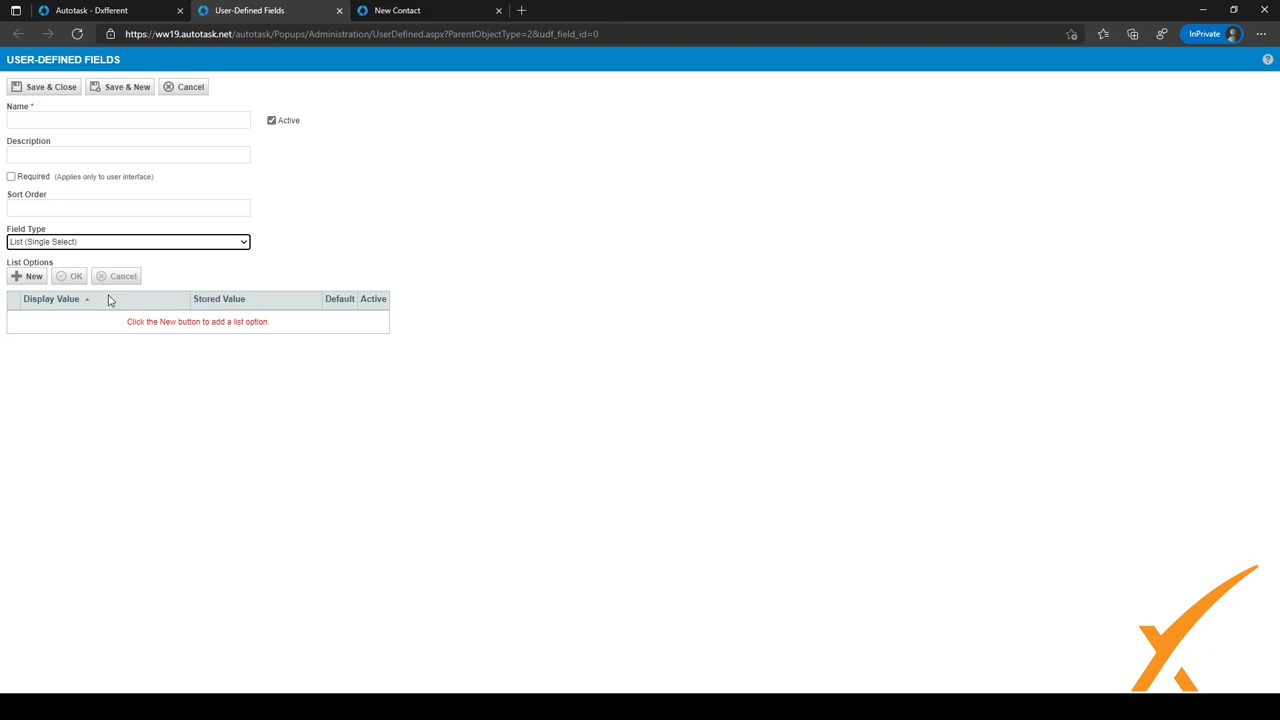 Autotask - Dxfferent
User-Defined Fields
New Contact
https://ww19.autotask.net/autotask/Popups/Administration/UserDefined.aspx?ParentObjectType=2&udf_field_id=0
InPrivate
USER-DEFINED FIELDS
Save & Close
Save & New
Cancel
Name *
Active
Description
Required (Applies only to user interface)
Sort Order
Field Type
List (Single Select)
List Options
New
OK
Cancel
Display Value
Stored Value
Default
Active
Click the New button to add a list option.